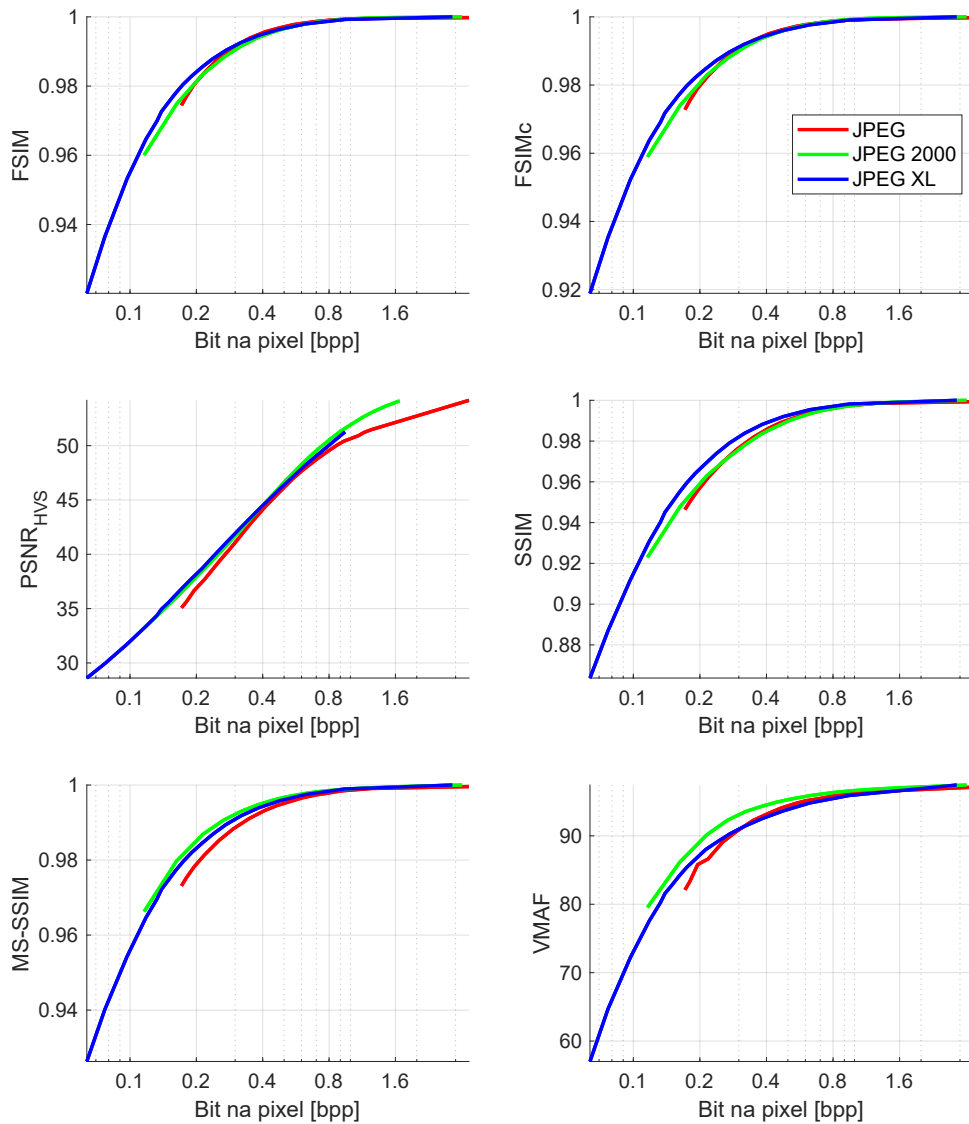 1
0.98
0.96
0.94
FSIM
0.1 0.2 0.4 0.8 1.6
Bit na pixel [bpp]
1
0.98
0.96
0.94
0.92
FSIMc
JPEG
JPEG 2000
JPEG XL
0.1 0.2 0.4 0.8 1.6
Bit na pixel [bpp]
50
45
40
35
30
PSNR_HVS
0.1 0.2 0.4 0.8 1.6
Bit na pixel [bpp]
1
0.98
0.96
0.94
0.92
0.9
0.88
SSIM
0.1 0.2 0.4 0.8 1.6
Bit na pixel [bpp]
1
0.98
0.96
0.94
MS-SSIM
0.1 0.2 0.4 0.8 1.6
Bit na pixel [bpp]
90
80
70
60
VMAF
0.1 0.2 0.4 0.8 1.6
Bit na pixel [bpp]